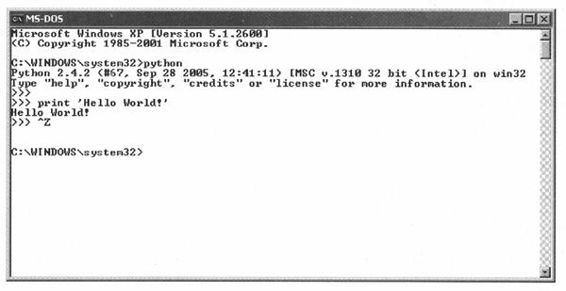 MS-DOS
Microsoft Windows XP [Version 5.1.2600]
(C) Copyright 1985-2001 Microsoft Corp.
C:\WINDOWS\system32>python
Python 2.4.2 (#67, Sep 28 2005, 12:41:11) [MSC v.1310 32 bit (Intel)] on win32
Type "help", "copyright", "credits" or "license" for more information.
>>>
>>> print 'Hello World!'
Hello World!
>>> ^Z
C:\WINDOWS\system32>